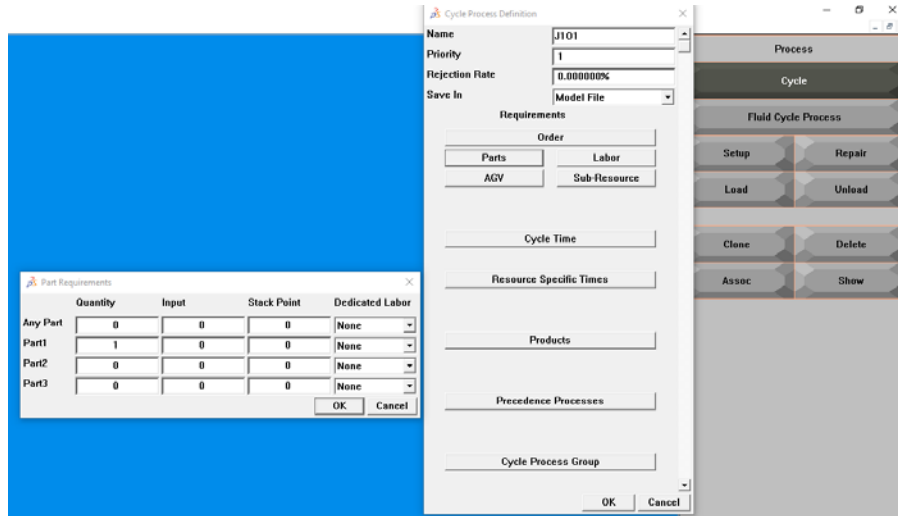 Cycle Process Definition
Name J1O1
Priority 1
Rejection Rate 0.000000%
Save In Model File
Requirements
Order
Parts Labor
AGV Sub-Resource
Cycle Time
Resource Specific Times
Products
Precedence Processes
Cycle Process Group
OK Cancel
Part Requirements
Quantity Input Stack Point Dedicated Labor
Any Part 0 0 0 None
Part1 1 0 0 None
Part2 0 0 0 None
Part3 0 0 0 None
OK Cancel
Process
Cycle
Fluid Cycle Process
Setup Repair
Load Unload
Clone Delete
Assoc Show